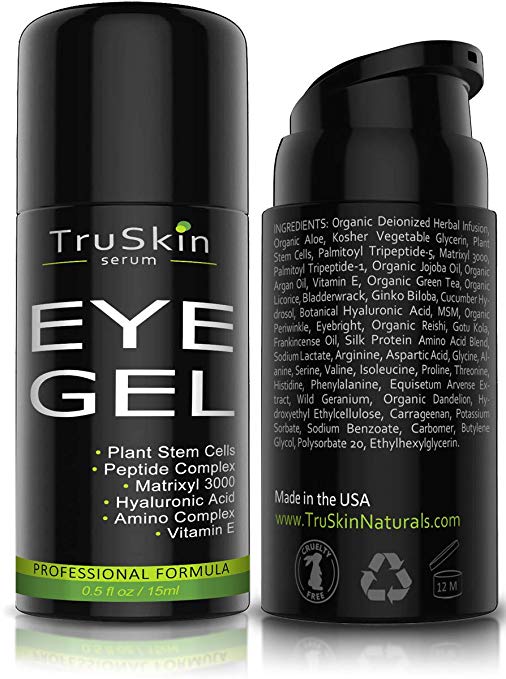 TruSkin
serum
EYE
GEL
• Plant Stem Cells
• Peptide Complex
• Matrixyl 3000
• Hyaluronic Acid
• Amino Complex
• Vitamin E
PROFESSIONAL FORMULA
0.5 fl oz / 15ml
INGREDIENTS: Organic Deionized Herbal Infusion,
Organic Aloe, Kosher Vegetable Glycerin, Plant
Stem Cells, Palmitoyl Tripeptide-5, Matrixyl 3000,
Palmitoyl Tripeptide-1, Organic Jojoba Oil, Organic
Argan Oil, Vitamin E, Organic Green Tea, Organic
Licorice, Bladderwrack, Ginko Biloba, Cucumber Hy-
drosol, Botanical Hyaluronic Acid, MSM, Organic
Periwinkle, Eyebright, Organic Reishi, Gotu Kola,
Frankincense Oil, Silk Protein Amino Acid Blend,
Sodium Lactate, Arginine, Aspartic Acid, Glycine, Al-
anine, Serine, Valine, Isoleucine, Proline, Threonine,
Histidine, Phenylalanine, Equisetum Arvense Ex-
tract, Wild Geranium, Organic Dandelion, Hy-
droxyethyl Ethylcellulose, Carrageenan, Potassium
Sorbate, Sodium Benzoate, Carbomer, Butylene
Glycol, Polysorbate 20, Ethylhexylglycerin.
Made in the USA
www.TruSkinNaturals.com
CRUELTY
FREE
12 M